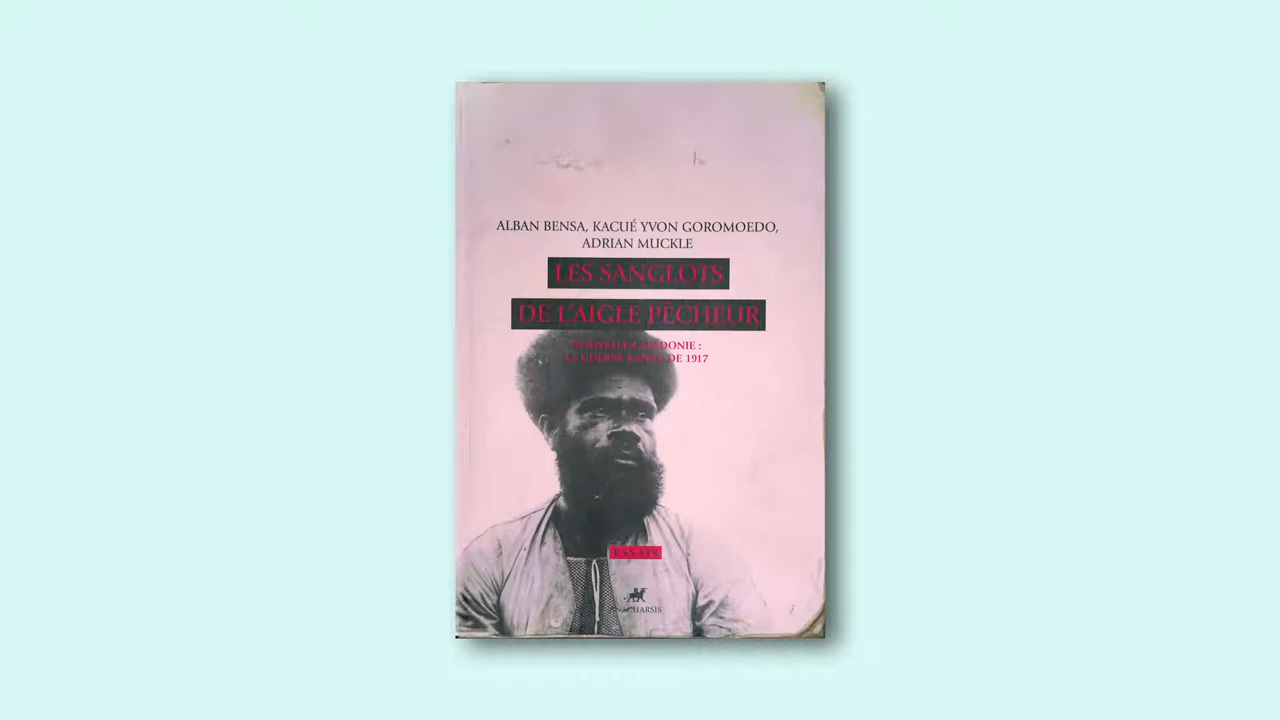 ALBAN BENSA, KACUÉ YVON GOROMOEDO,
ADRIAN MUCKLE
LES SANGLOTS
DE L'AIGLE PÊCHEUR
NOUVELLE-CALÉDONIE :
LA GUERRE KANAK DE 1917
ESSAIS
ANACHARSIS